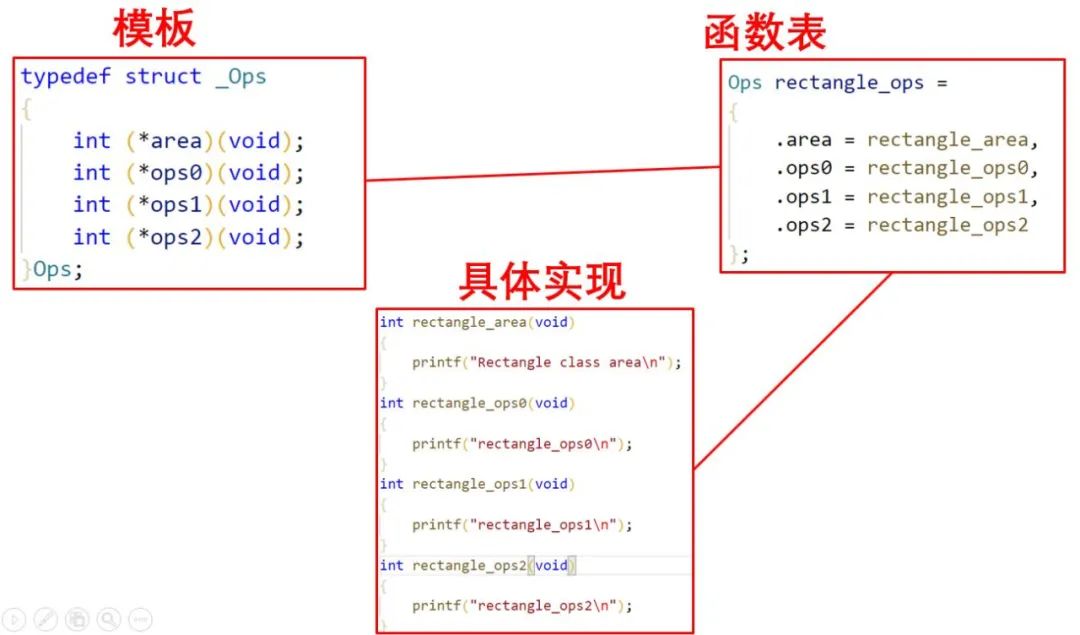 模板
typedef struct _Ops
{
    int (*area)(void);
    int (*ops0)(void);
    int (*ops1)(void);
    int (*ops2)(void);
}Ops;
函数表
Ops rectangle_ops =
{
    .area = rectangle_area,
    .ops0 = rectangle_ops0,
    .ops1 = rectangle_ops1,
    .ops2 = rectangle_ops2
};
具体实现
int rectangle_area(void)
{
    printf("Rectangle class area\n");
}
int rectangle_ops0(void)
{
    printf("rectangle_ops0\n");
}
int rectangle_ops1(void)
{
    printf("rectangle_ops1\n");
}
int rectangle_ops2(void)
{
    printf("rectangle_ops2\n");
}